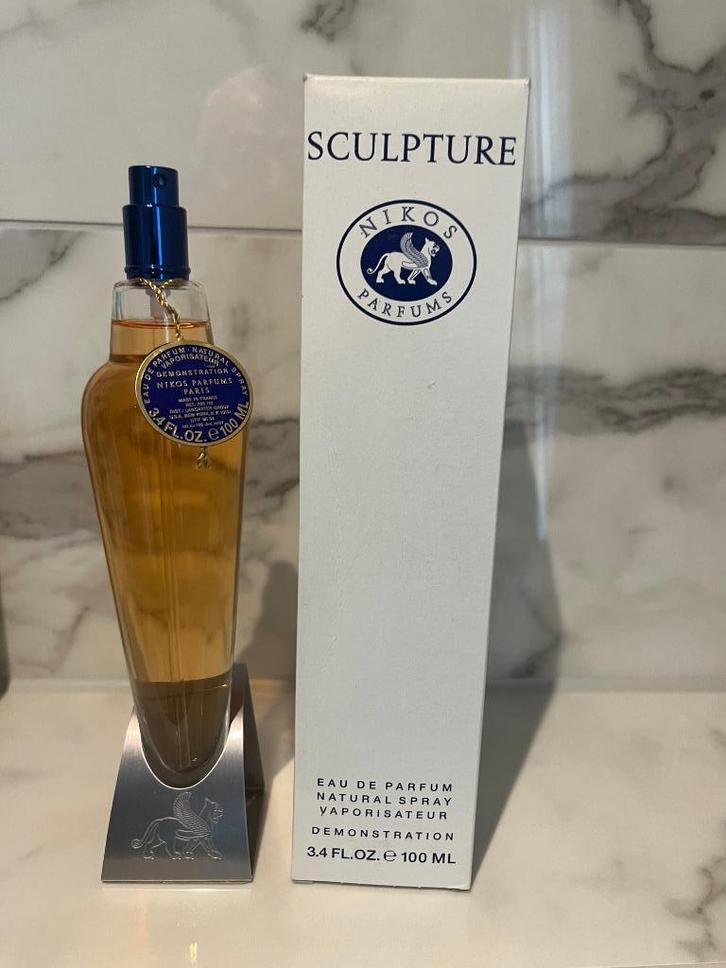 SCULPTURE
NIKOS
PARFUMS
EAU DE PARFUM
NATURAL SPRAY
VAPORISATEUR
DEMONSTRATION
3.4 FL.OZ. e 100 ML
EAU DE PARFUM - NATURAL SPRAY
VAPORISATEUR
DEMONSTRATION
NIKOS PARFUMS
PARIS
MADE IN FRANCE
3.4 FL.OZ. e 100 ML